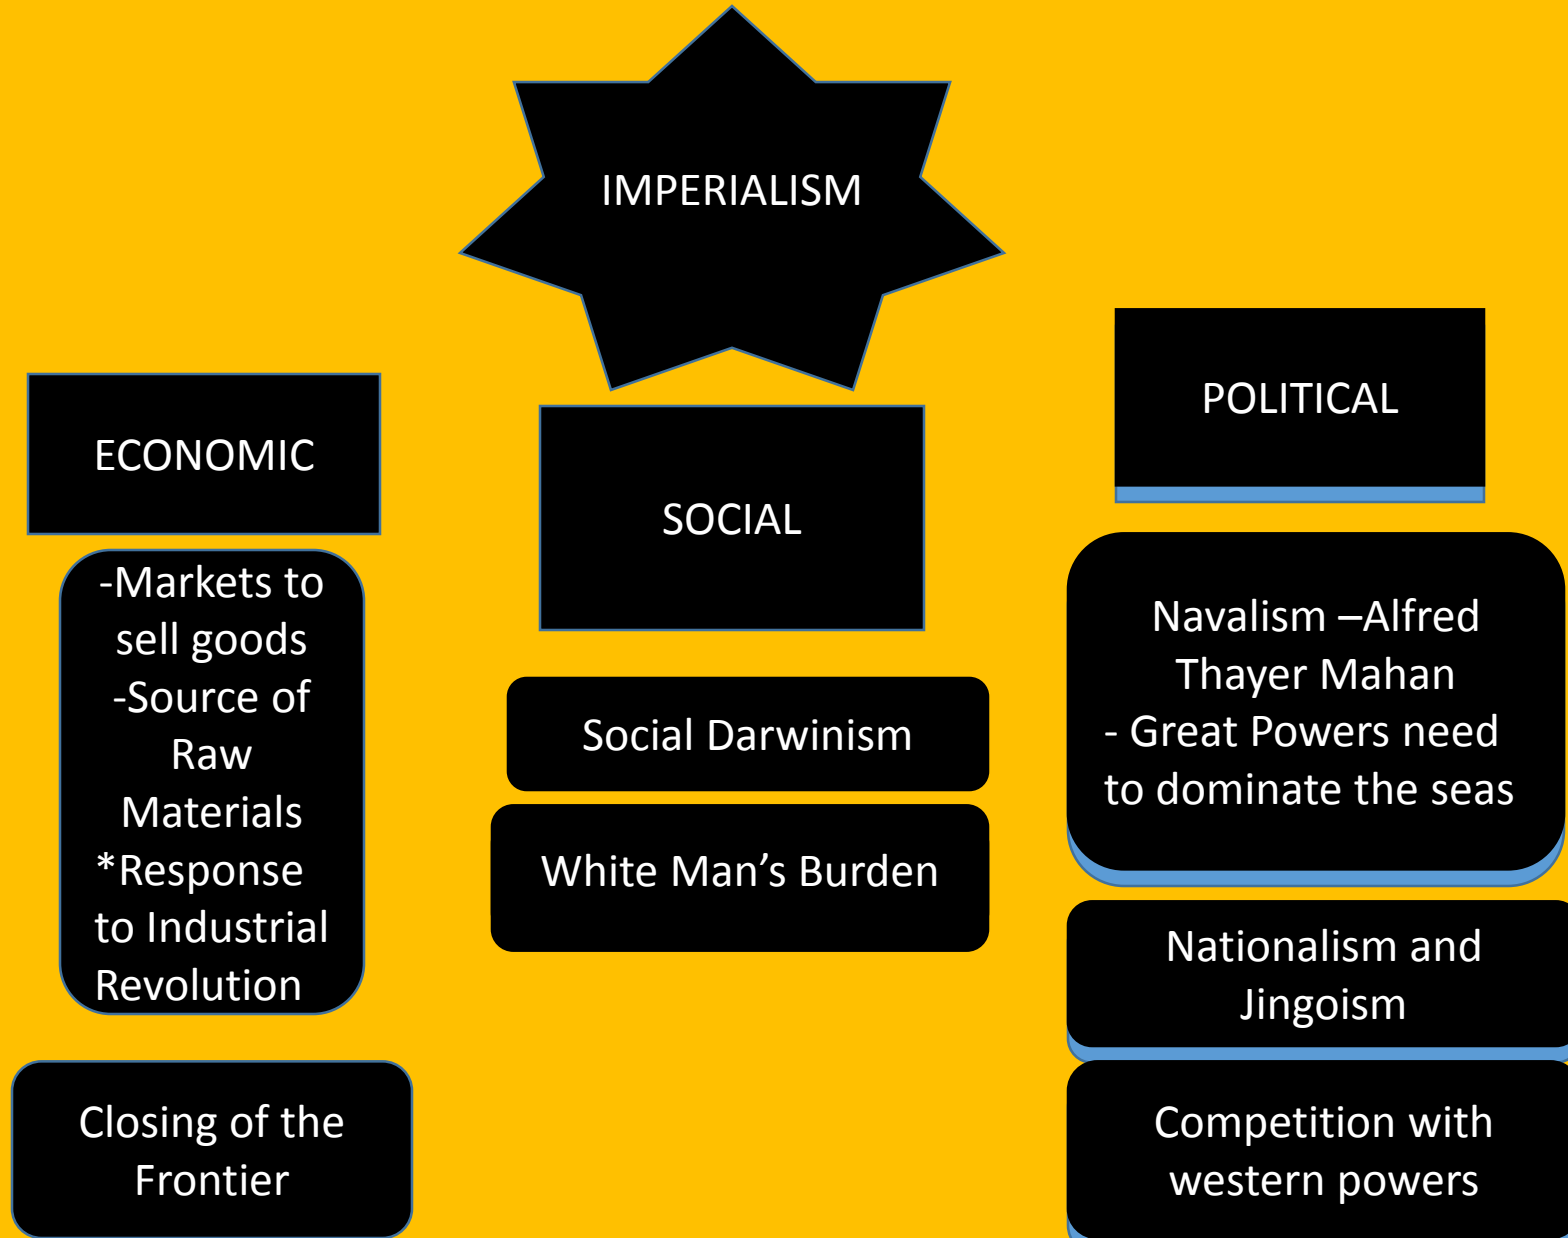 IMPERIALISM
ECONOMIC
-Markets to
sell goods
-Source of
Raw
Materials
*Response
to Industrial
Revolution
Closing of the
Frontier
SOCIAL
Social Darwinism
White Man’s Burden
POLITICAL
Navalism –Alfred
Thayer Mahan
- Great Powers need
to dominate the seas
Nationalism and
Jingoism
Competition with
western powers